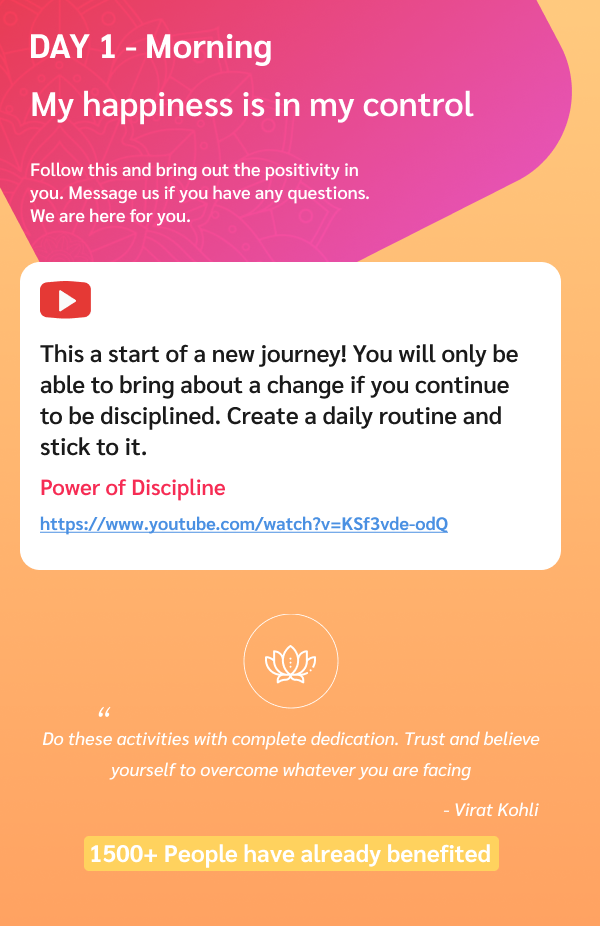 DAY 1 - Morning
My happiness is in my control
Follow this and bring out the positivity in
you. Message us if you have any questions.
We are here for you.
This a start of a new journey! You will only be
able to bring about a change if you continue
to be disciplined. Create a daily routine and
stick to it.
Power of Discipline
https://www.youtube.com/watch?v=KSf3vde-odQ
“
Do these activities with complete dedication. Trust and believe
yourself to overcome whatever you are facing
- Virat Kohli
1500+ People have already benefited